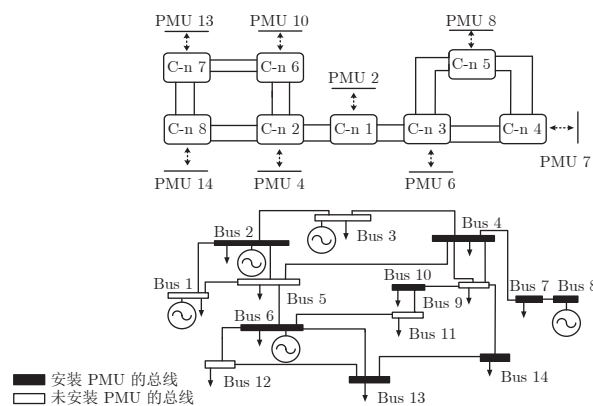 PMU 13 PMU 10 PMU 8
C-n 7 C-n 6 PMU 2 C-n 5
C-n 8 C-n 2 C-n 1 C-n 3 C-n 4
PMU 14 PMU 4 PMU 6 PMU 7
Bus 2 Bus 3 Bus 4
Bus 1 Bus 5 Bus 10 Bus 9 Bus 7 Bus 8
Bus 6 Bus 11
Bus 12 Bus 13 Bus 14
安装 PMU 的总线
未安装 PMU 的总线